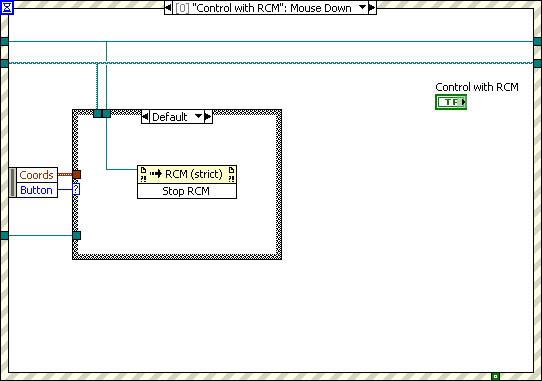 [0] "Control with RCM": Mouse Down
Control with RCM
TF
Default
Coords
Button
?
RCM (strict)
?!
?!
Stop RCM